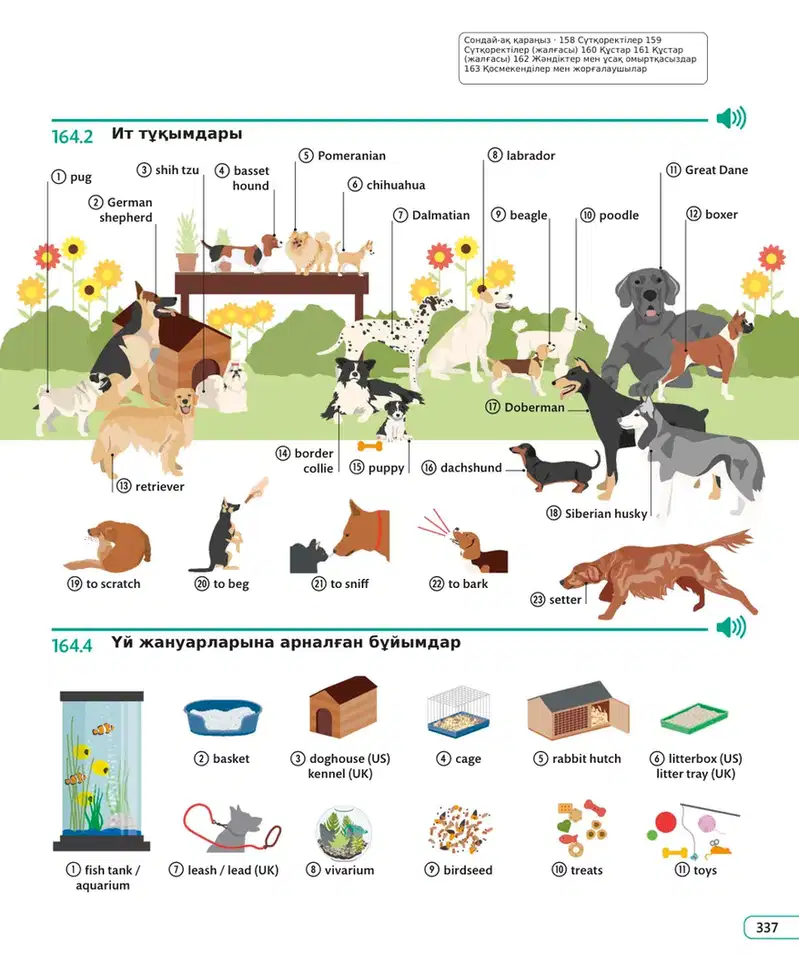 Сондай-ақ қараңыз · 158 Сүтқоректілер 159
Сүтқоректілер (жалғасы) 160 Құстар 161 Құстар
(жалғасы) 162 Жәндіктер мен ұсақ омыртқасыздар
163 Қосмекенділер мен жорғалаушылар
164.2 Ит тұқымдары
1 pug
2 German
shepherd
3 shih tzu
4 basset
hound
5 Pomeranian
6 chihuahua
7 Dalmatian
8 labrador
9 beagle
10 poodle
11 Great Dane
12 boxer
13 retriever
14 border
collie
15 puppy
16 dachshund
17 Doberman
18 Siberian husky
19 to scratch
20 to beg
21 to sniff
22 to bark
23 setter
164.4 Үй жануарларына арналған бұйымдар
1 fish tank /
aquarium
2 basket
3 doghouse (US)
kennel (UK)
4 cage
5 rabbit hutch
6 litterbox (US)
litter tray (UK)
7 leash / lead (UK)
8 vivarium
9 birdseed
10 treats
11 toys
337